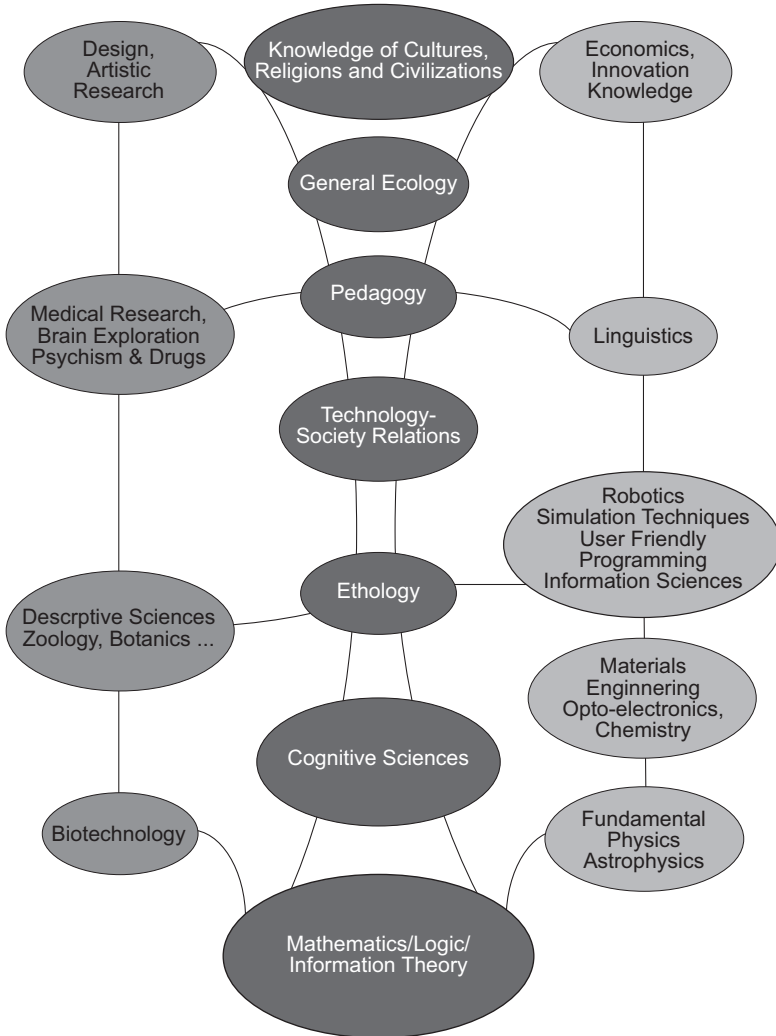 Design,
Artistic
Research
Knowledge of Cultures,
Religions and Civilizations
Economics,
Innovation
Knowledge
General Ecology
Pedagogy
Medical Research,
Brain Exploration
Psychism & Drugs
Linguistics
Technology-
Society Relations
Robotics
Simulation Techniques
User Friendly
Programming
Information Sciences
Ethology
Descrptive Sciences
Zoology, Botanics ...
Materials
Enginnering
Opto-electronics,
Chemistry
Cognitive Sciences
Biotechnology
Fundamental
Physics
Astrophysics
Mathematics/Logic/
Information Theory